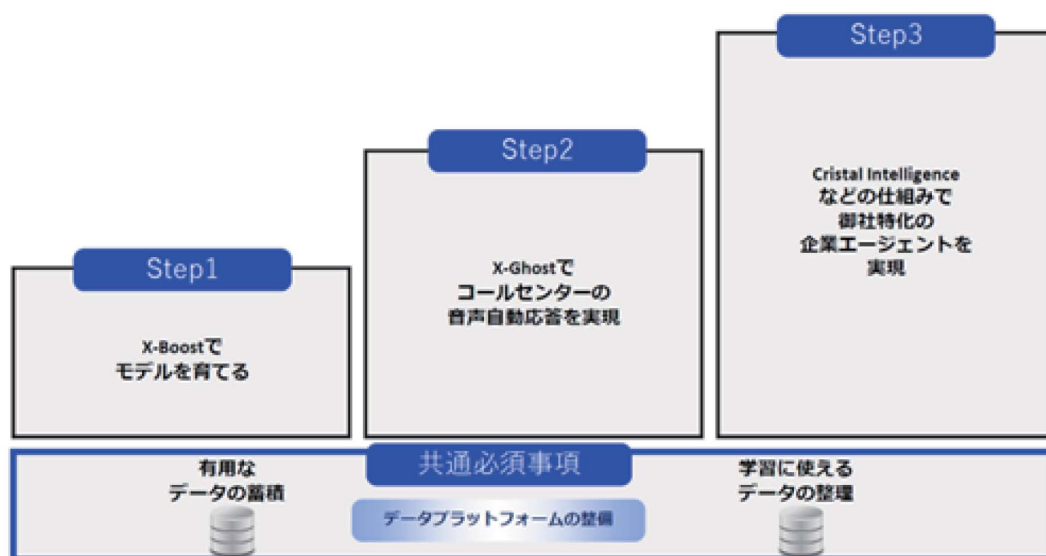 Step1
X-Boostで
モデルを育てる
Step2
X-Ghostで
コールセンターの
音声自動応答を実現
Step3
Cristal Intelligence
などの仕組みで
御社特化の
企業エージェントを
実現
共通必須事項
有用な
データの蓄積
データプラットフォームの整備
学習に使える
データの整理